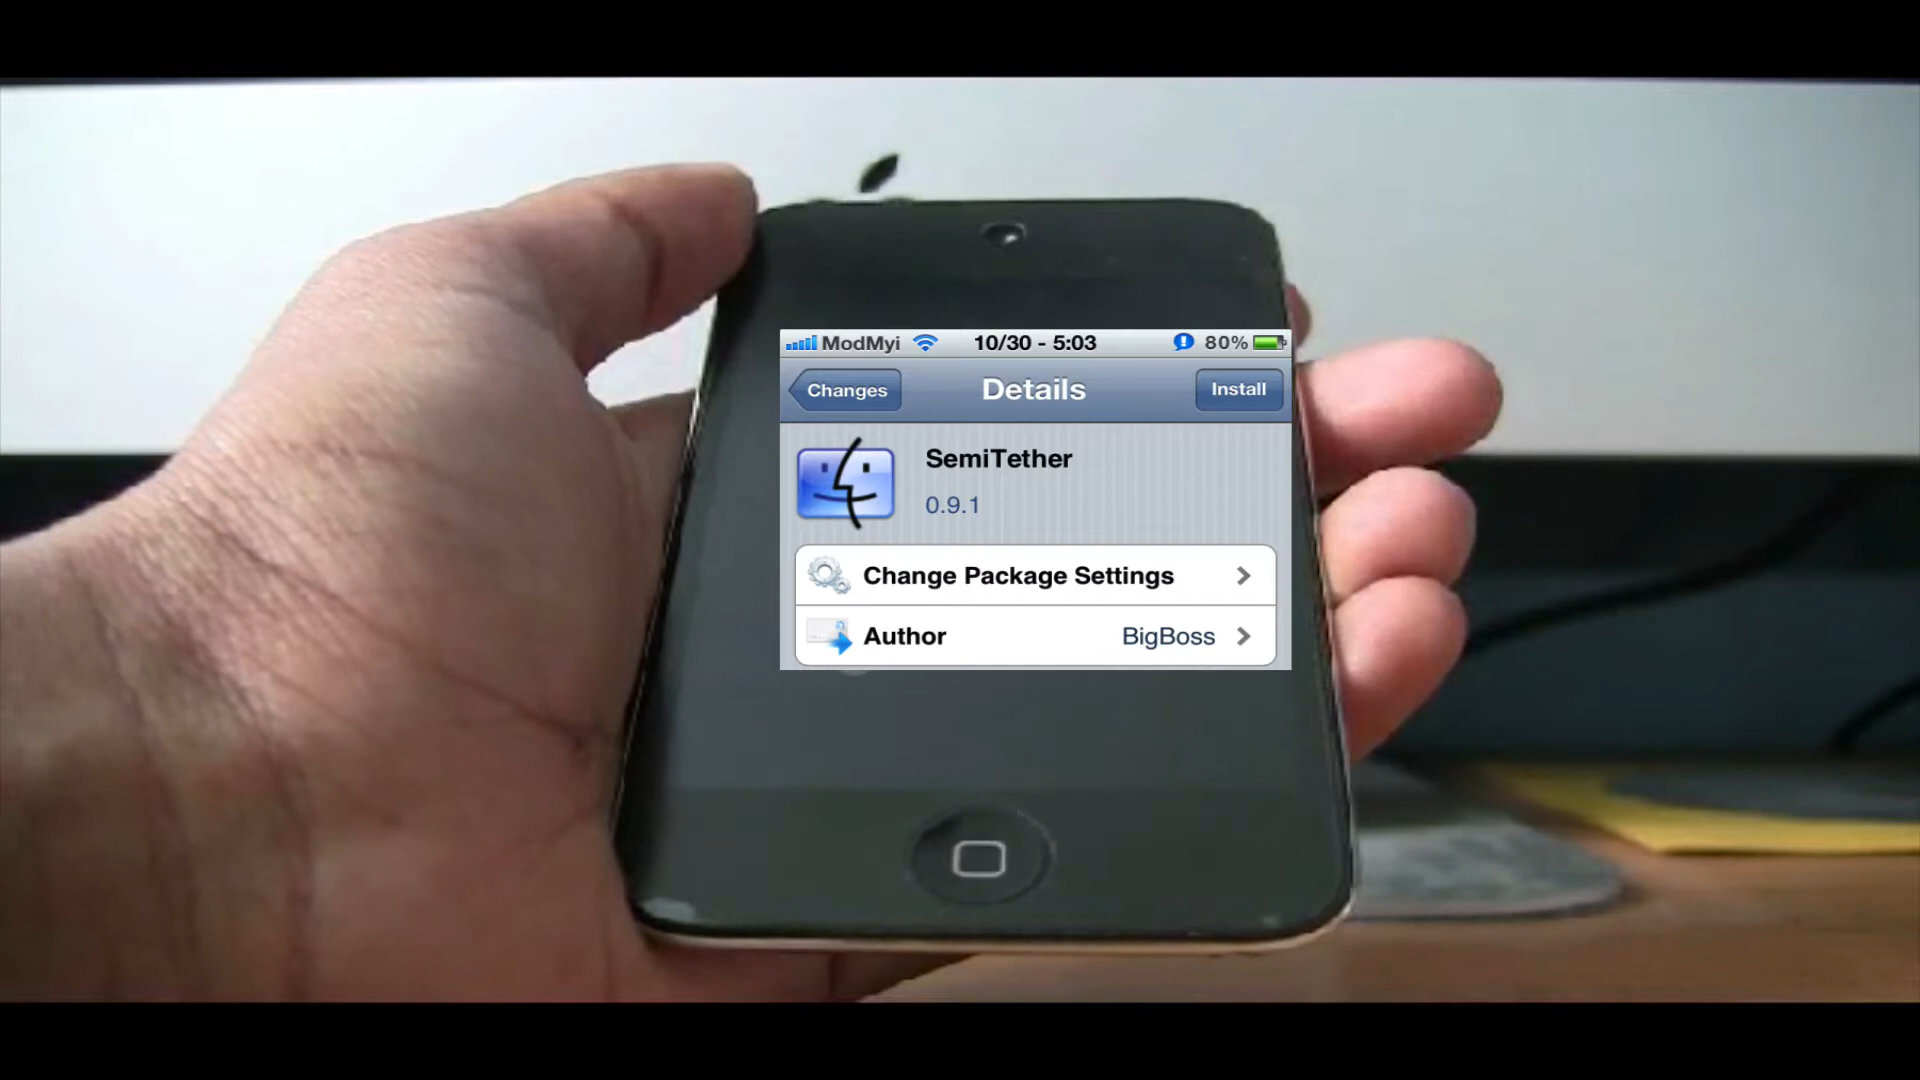 ModMyi 10/30 - 5:03 80%
Changes Details Install
SemiTether
0.9.1
Change Package Settings
Author BigBoss